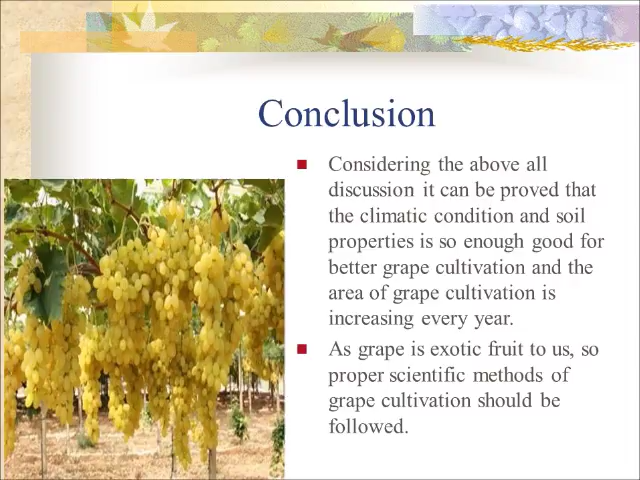 Conclusion
Considering the above all
discussion it can be proved that
the climatic condition and soil
properties is so enough good for
better grape cultivation and the
area of grape cultivation is
increasing every year.
As grape is exotic fruit to us, so
proper scientific methods of
grape cultivation should be
followed.